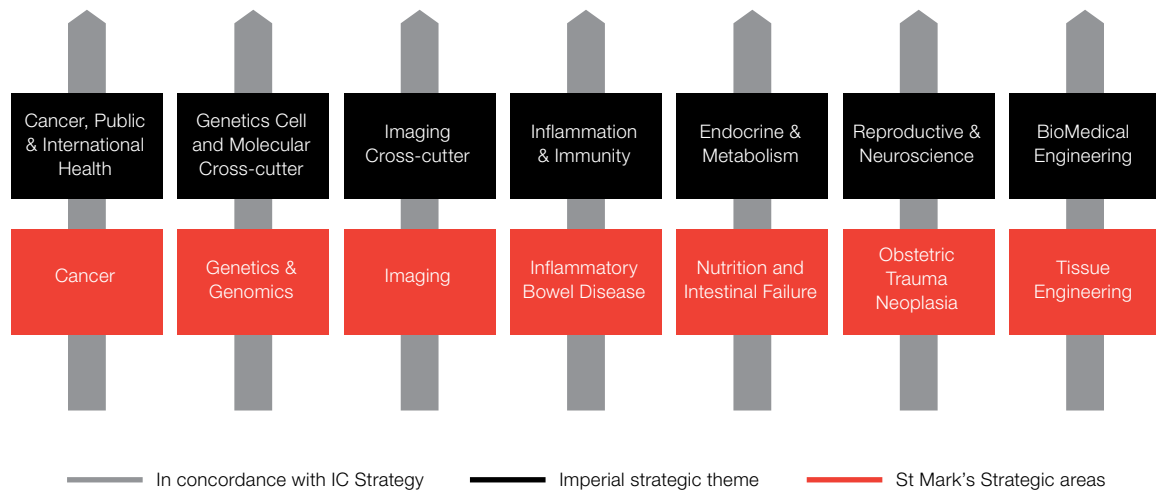 Cancer, Public
& International
Health
Genetics Cell
and Molecular
Cross-cutter
Imaging
Cross-cutter
Inflammation
& Immunity
Endocrine &
Metabolism
Reproductive &
Neuroscience
BioMedical
Engineering
Cancer
Genetics &
Genomics
Imaging
Inflammatory
Bowel Disease
Nutrition and
Intestinal Failure
Obstetric
Trauma
Neoplasia
Tissue
Engineering
In concordance with IC Strategy
Imperial strategic theme
St Mark’s Strategic areas